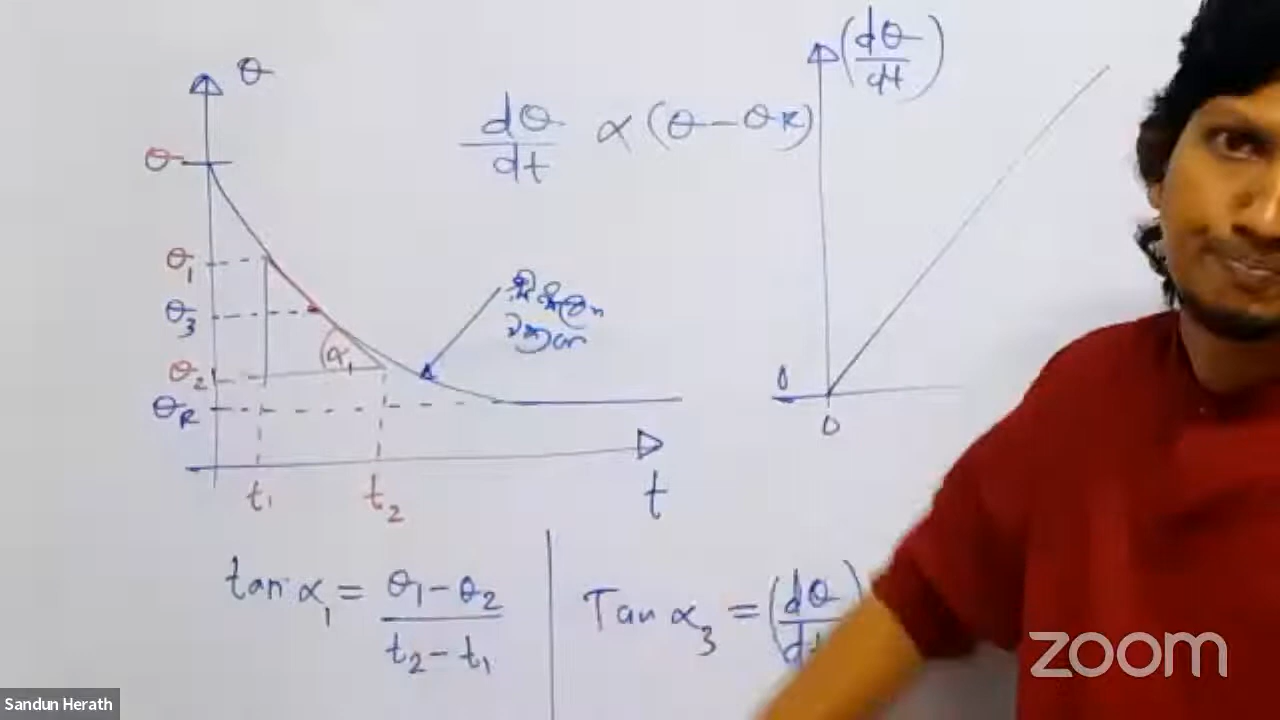 θ
θ
dθ/dt ∝ (θ - θR)
(dθ/dt)
θ₁
θ₃
θ₂
α₁
θR
t₁
t₂
t
0
0
tan α₁ = (θ₁ - θ₂)/(t₂ - t₁)
Tan α₃ = (dθ/dt)
zoom
Sandun Herath